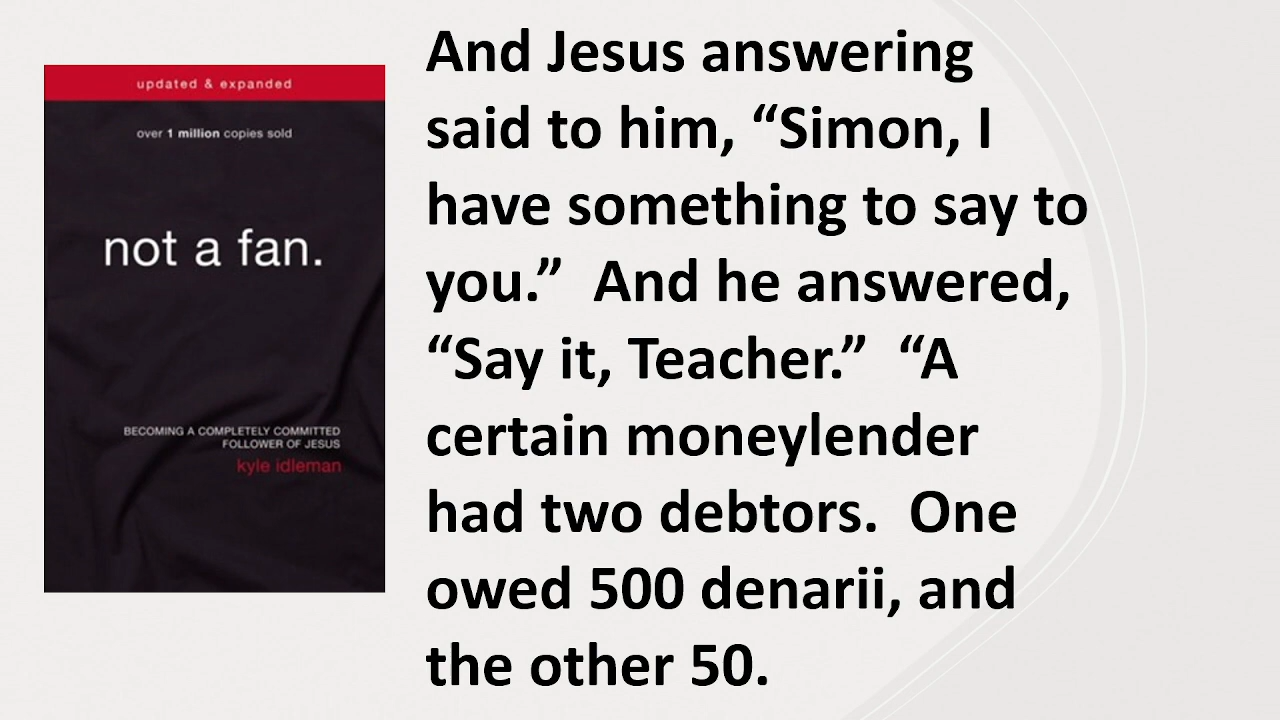 updated & expanded
over 1 million copies sold
not a fan.
BECOMING A COMPLETELY COMMITTED
FOLLOWER OF JESUS
kyle idleman
And Jesus answering
said to him, “Simon, I
have something to say to
you.”  And he answered,
“Say it, Teacher.”  “A
certain moneylender
had two debtors.  One
owed 500 denarii, and
the other 50.